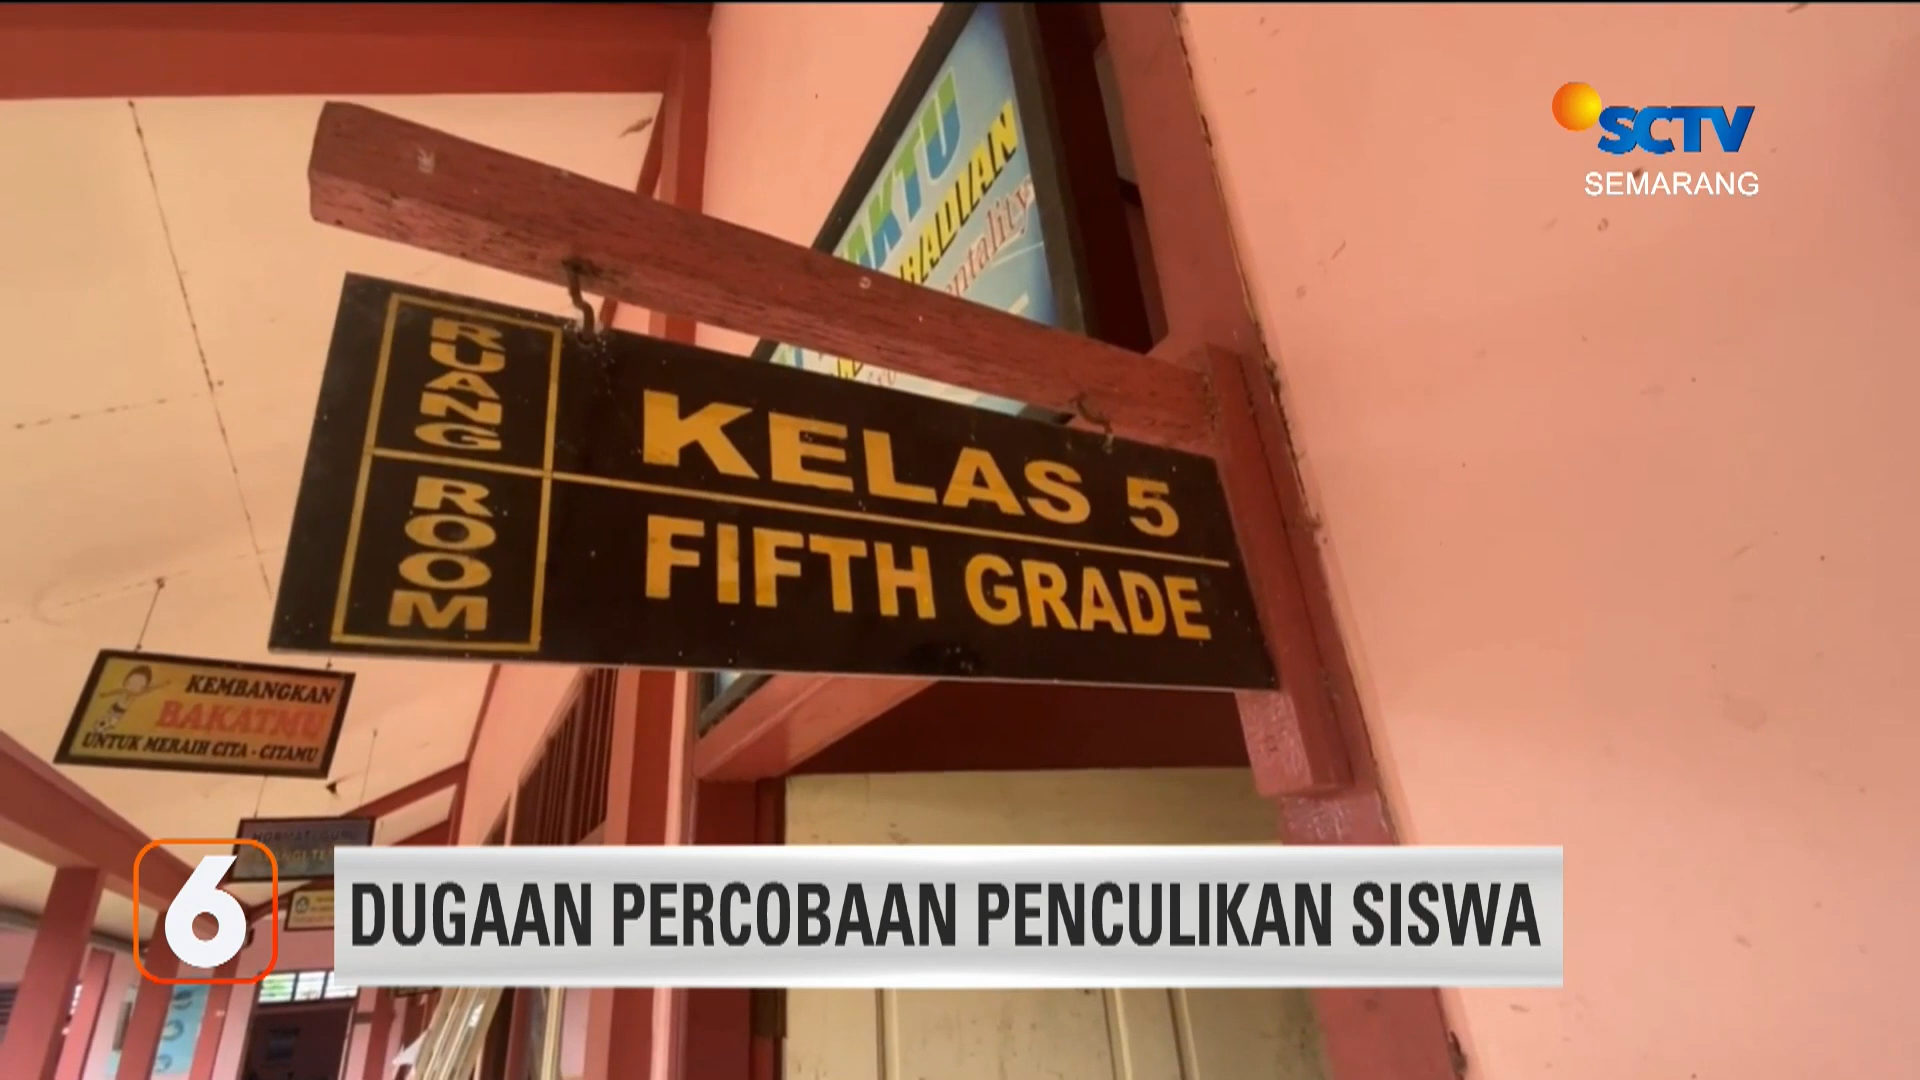 SCTV
SEMARANG
RUANG
KELAS 5
ROOM
FIFTH GRADE
KEMBANGKAN
BAKATMU
UNTUK MERAIH CITA - CITAMU
6
DUGAAN PERCOBAAN PENCULIKAN SISWA